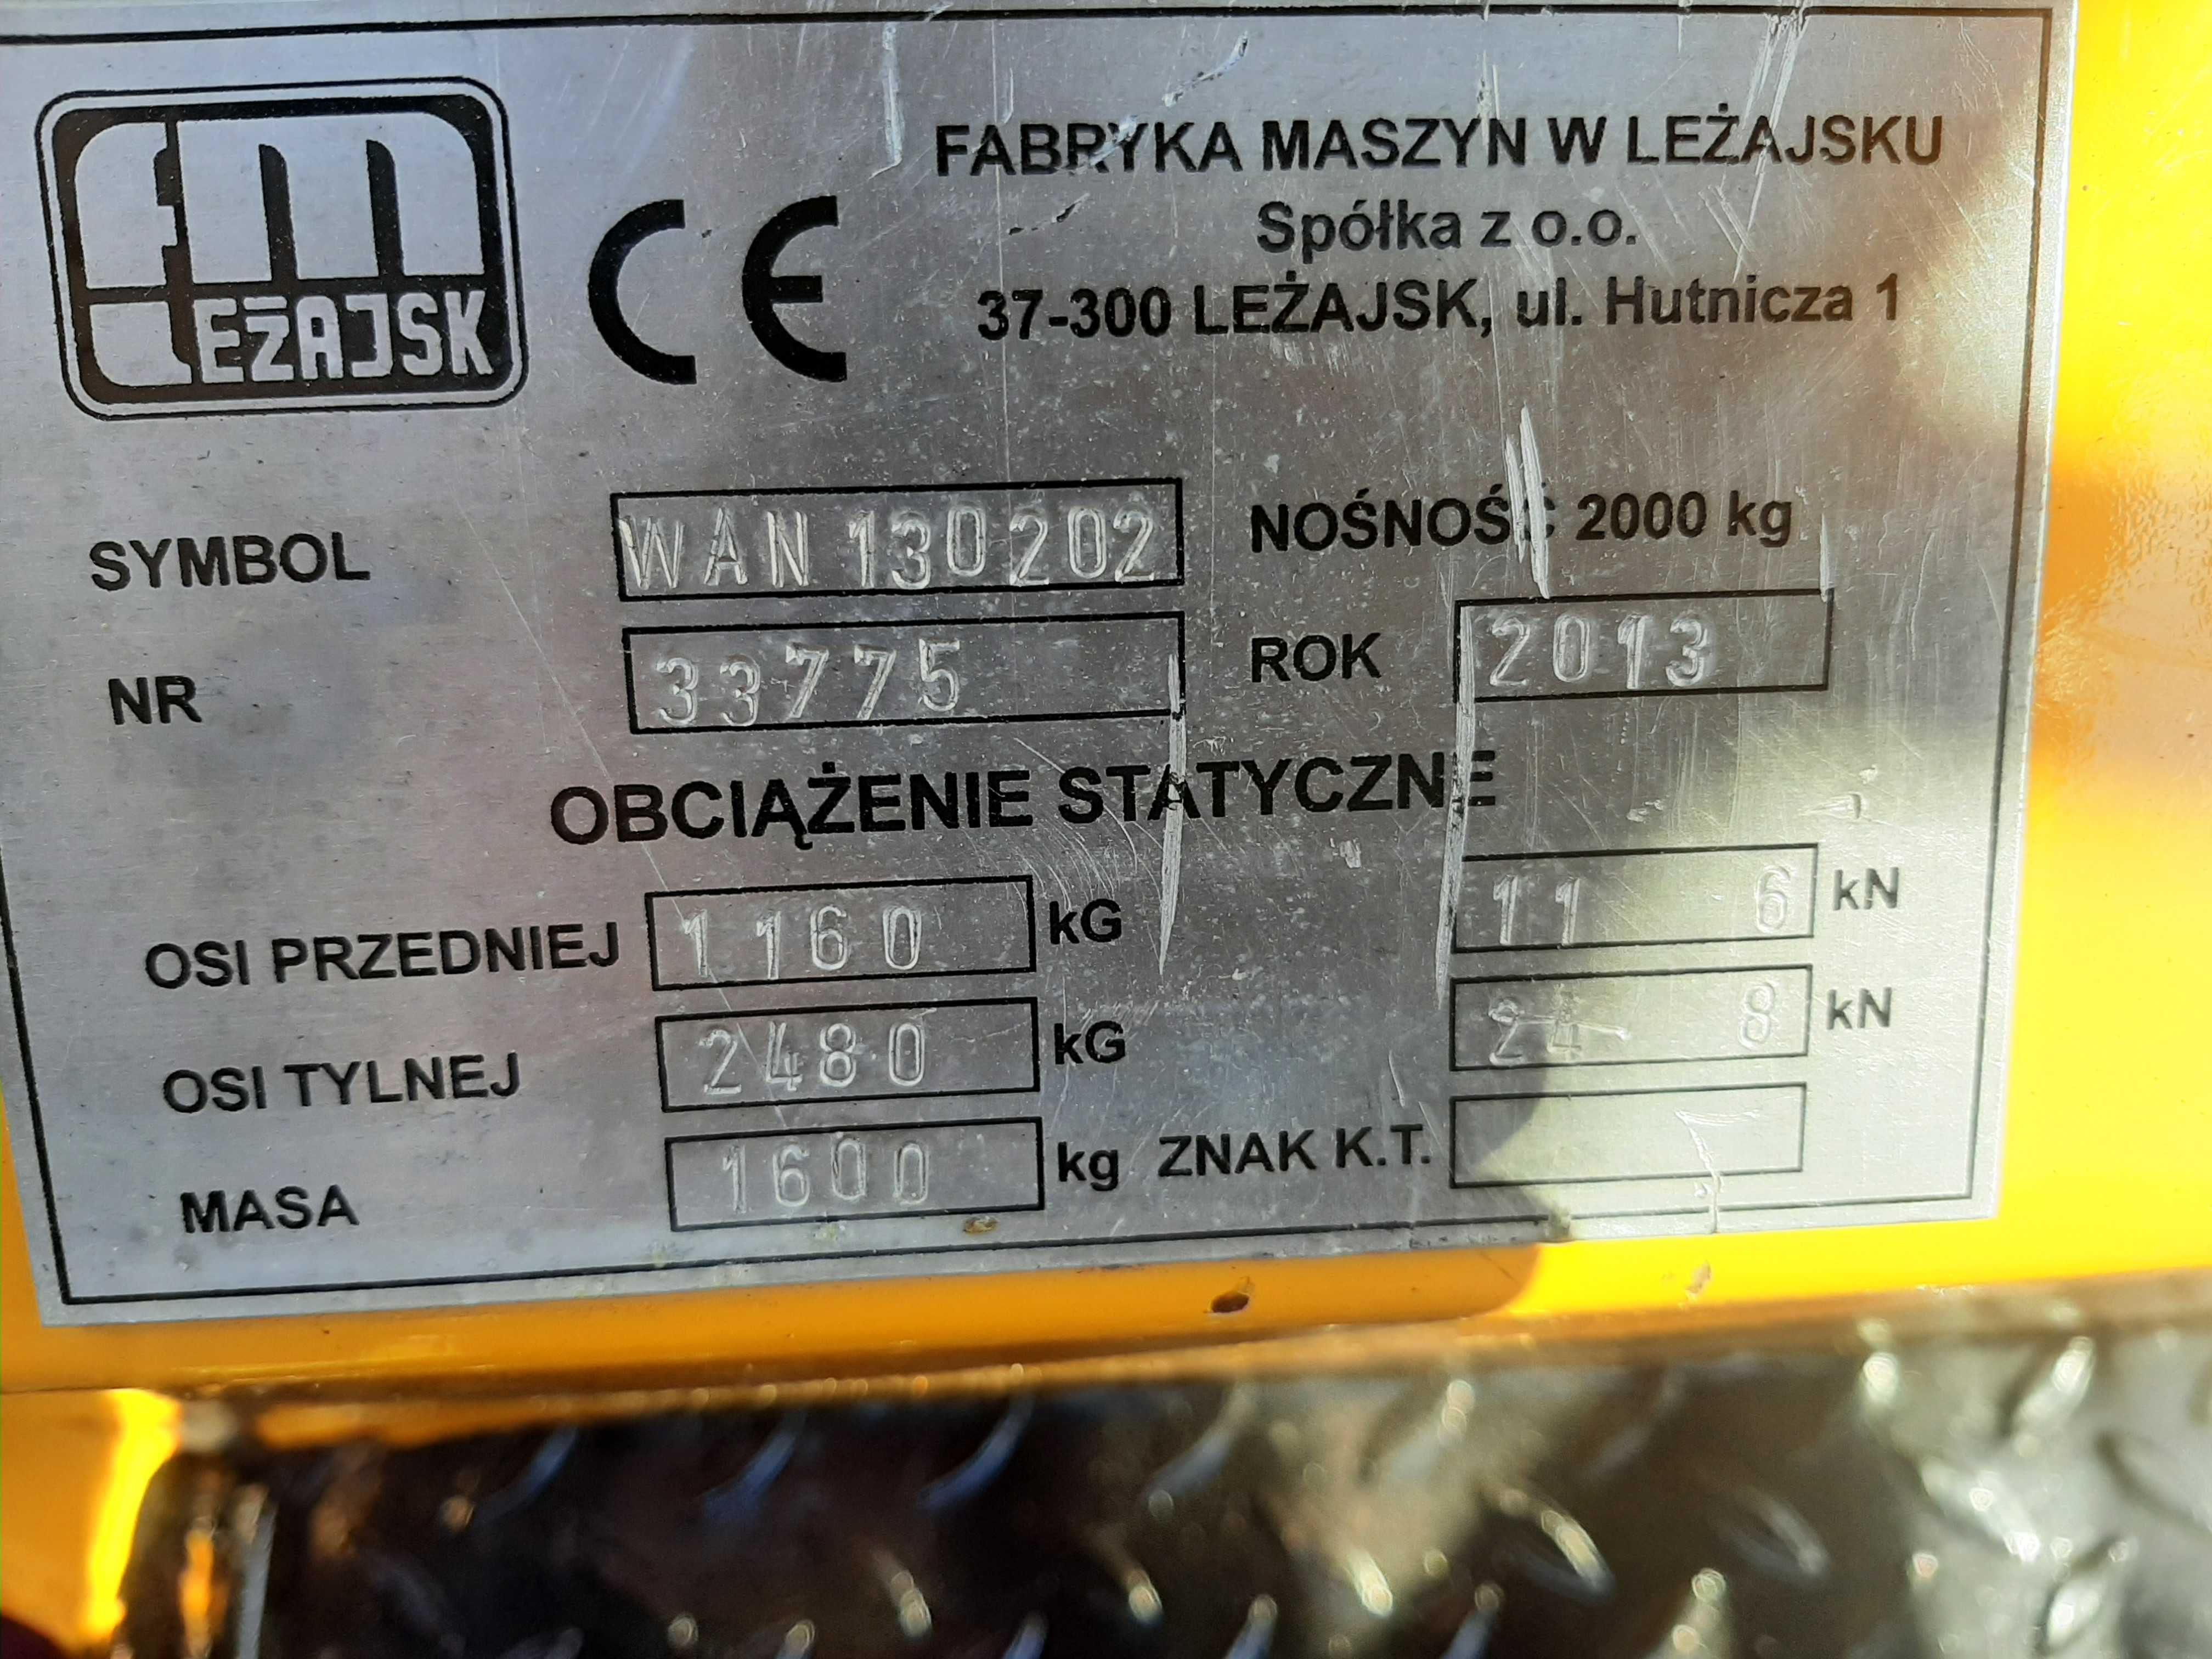 fm
LEŻAJSK
CE
FABRYKA MASZYN W LEŻAJSKU
Spółka z o.o.
37-300 LEŻAJSK, ul. Hutnicza 1
SYMBOL WAN 130202 NOŚNOŚĆ 2000 kg
NR 33775 ROK 2013
OBCIĄŻENIE STATYCZNE
OSI PRZEDNIEJ 1160 kG 11 6 kN
OSI TYLNEJ 2480 kG 24 8 kN
MASA 1600 kg ZNAK K.T.